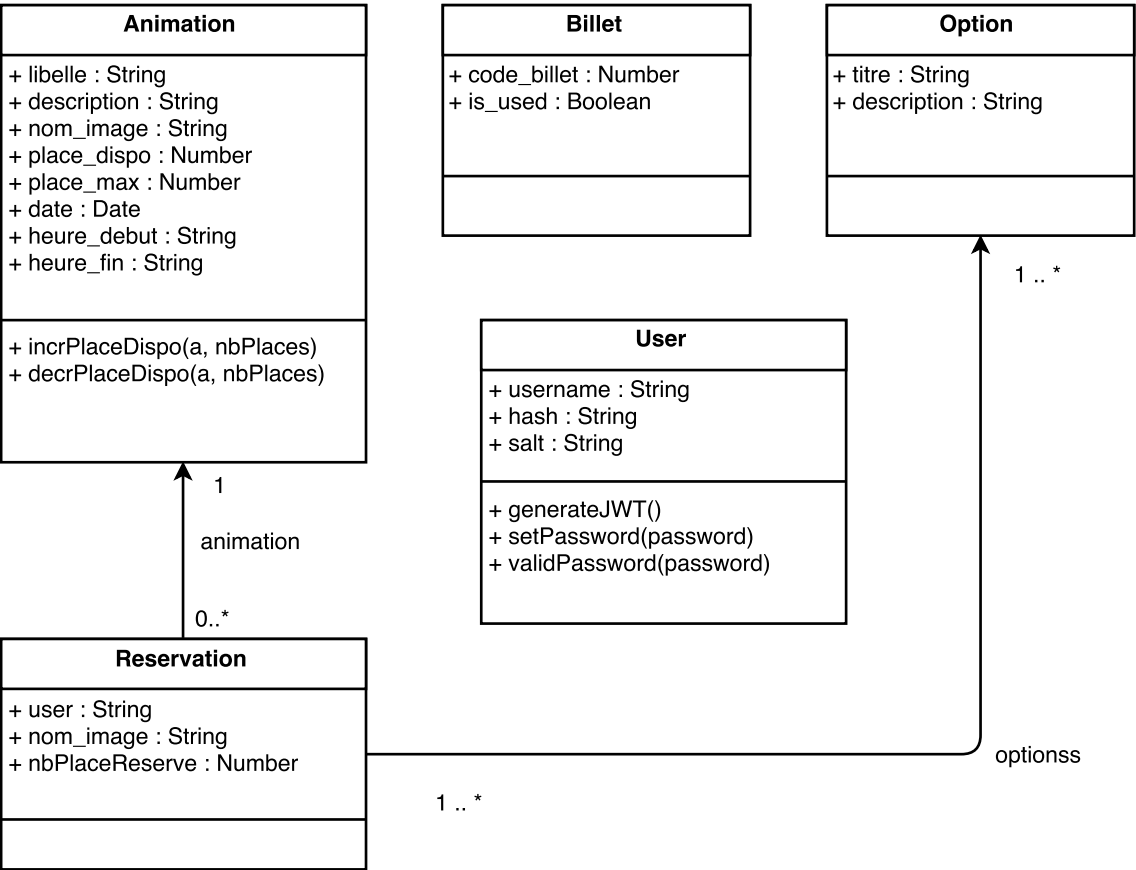 Animation
+ libelle : String
+ description : String
+ nom_image : String
+ place_dispo : Number
+ place_max : Number
+ date : Date
+ heure_debut : String
+ heure_fin : String
+ incrPlaceDispo(a, nbPlaces)
+ decrPlaceDispo(a, nbPlaces)
Billet
+ code_billet : Number
+ is_used : Boolean
Option
+ titre : String
+ description : String
1 .. *
User
+ username : String
+ hash : String
+ salt : String
+ generateJWT()
+ setPassword(password)
+ validPassword(password)
1
animation
0..*
Reservation
+ user : String
+ nom_image : String
+ nbPlaceReserve : Number
1 .. *
optionss